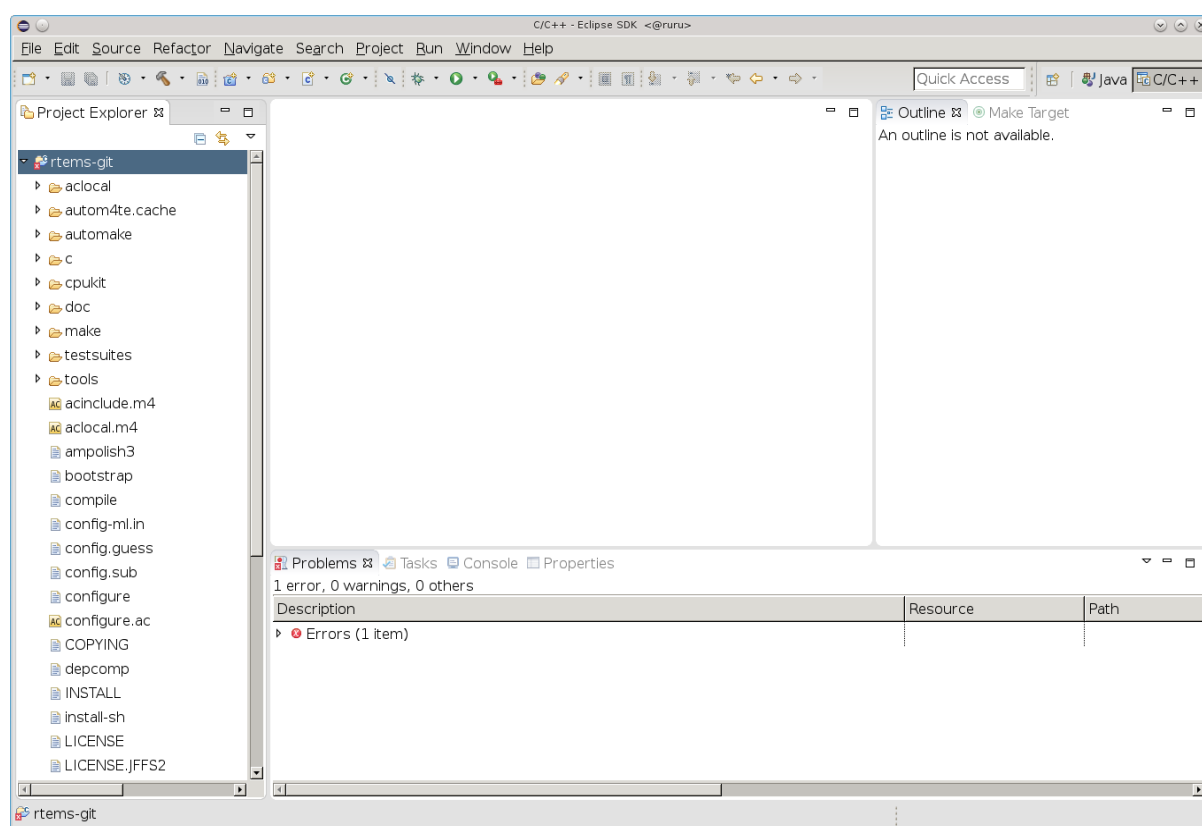 C/C++ - Eclipse SDK <@ruru>
File Edit Source Refactor Navigate Search Project Run Window Help
Quick Access Java C/C++
Project Explorer
Outline Make Target
An outline is not available.
rtems-git
aclocal
autom4te.cache
automake
c
cpukit
doc
make
testsuites
tools
AC acinclude.m4
AC aclocal.m4
ampolish3
bootstrap
compile
config-ml.in
config.guess
config.sub
configure
AC configure.ac
COPYING
depcomp
INSTALL
install-sh
LICENSE
LICENSE.JFFS2
Problems Tasks Console Properties
1 error, 0 warnings, 0 others
Description Resource Path
Errors (1 item)
rtems-git